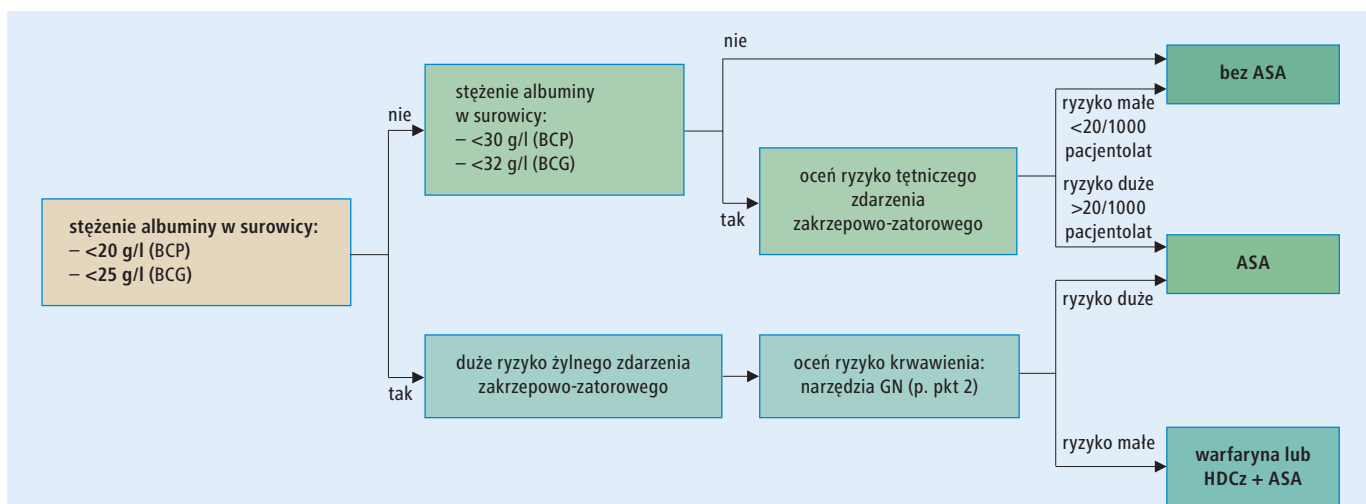 stężenie albuminy w surowicy:
– <20 g/l (BCP)
– <25 g/l (BCG)
nie
tak
stężenie albuminy
w surowicy:
– <30 g/l (BCP)
– <32 g/l (BCG)
nie
tak
oceń ryzyko tętniczego
zdarzenia
zakrzepowo-zatorowego
ryzyko małe
<20/1000
pacjentolat
ryzyko duże
>20/1000
pacjentolat
bez ASA
ASA
duże ryzyko żylnego zdarzenia
zakrzepowo-zatorowego
oceń ryzyko krwawienia:
narzędzia GN (p. pkt 2)
ryzyko duże
ryzyko małe
warfaryna lub
HDCz + ASA